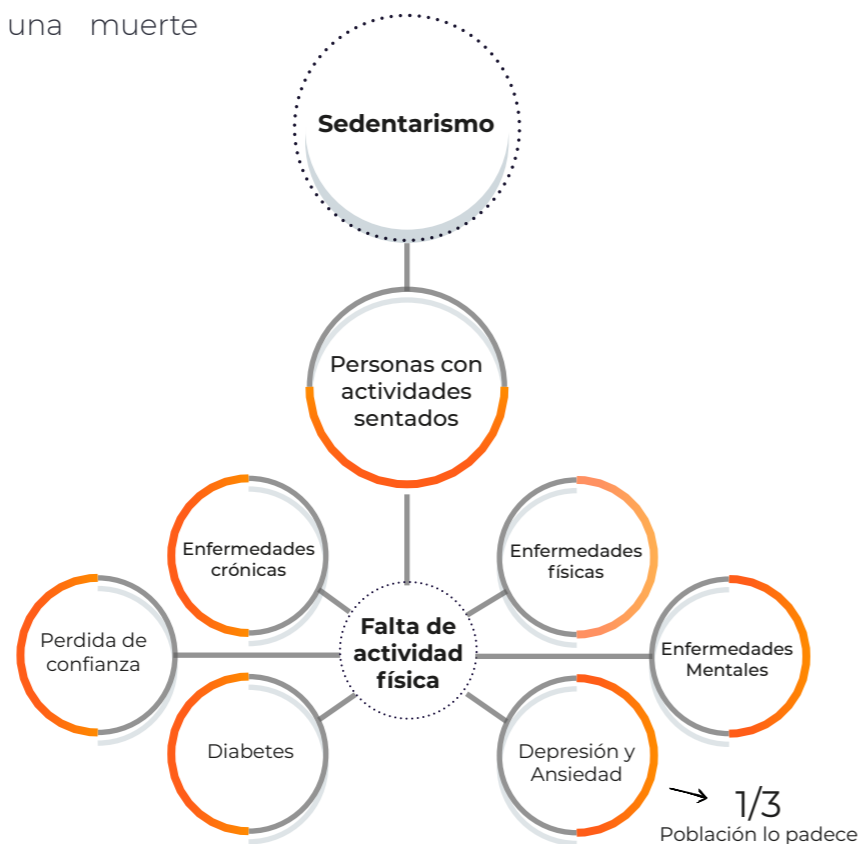 una muerte
Sedentarismo
Personas con
actividades
sentados
Enfermedades
crónicas
Enfermedades
físicas
Perdida de
confianza
Falta de
actividad
física
Enfermedades
Mentales
Diabetes
Depresión y
Ansiedad
1/3
Población lo padece